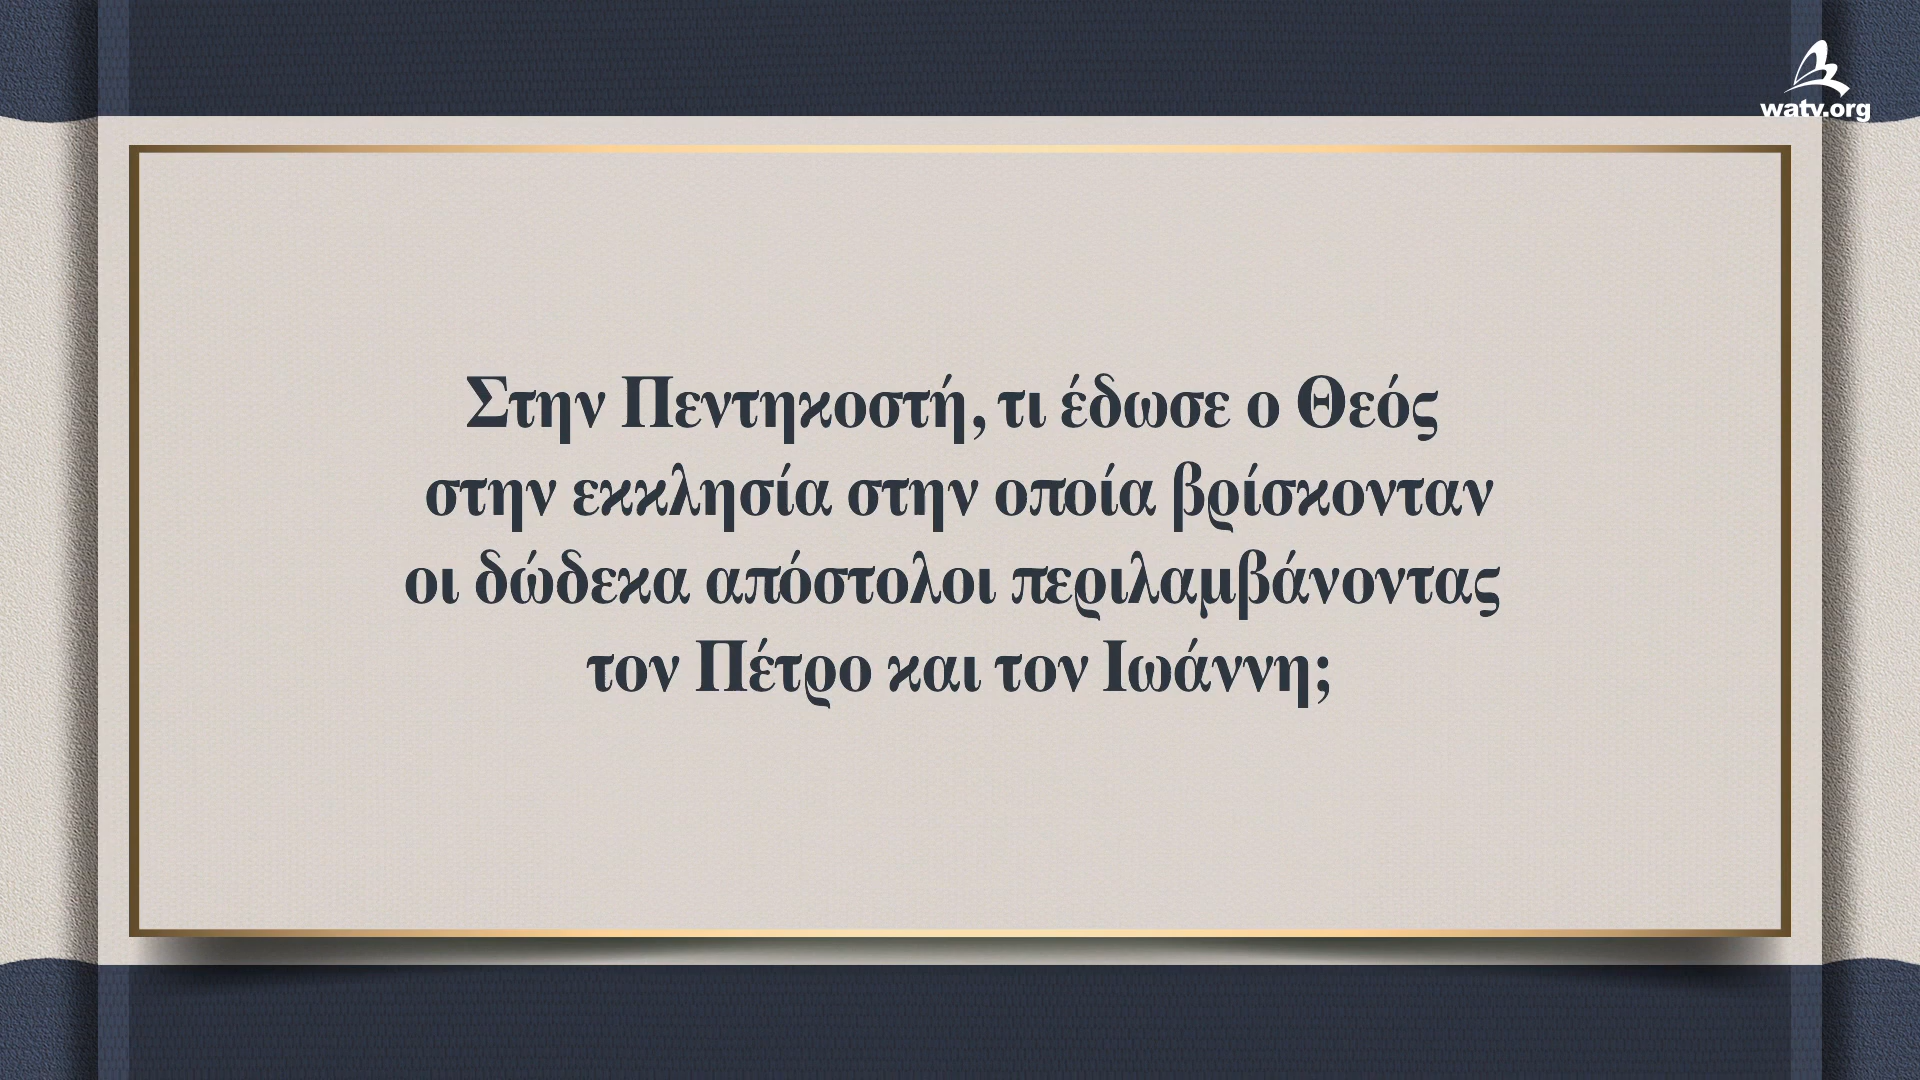 watv.org
Στην Πεντηκοστή, τι έδωσε ο Θεός
στην εκκλησία στην οποία βρίσκονταν
οι δώδεκα απόστολοι περιλαμβάνοντας
τον Πέτρο και τον Ιωάννη;